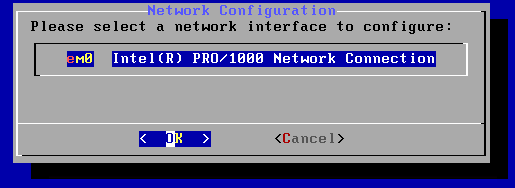 Network Configuration
Please select a network interface to configure:
em0 Intel(R) PRO/1000 Network Connection
< OK > <Cancel>